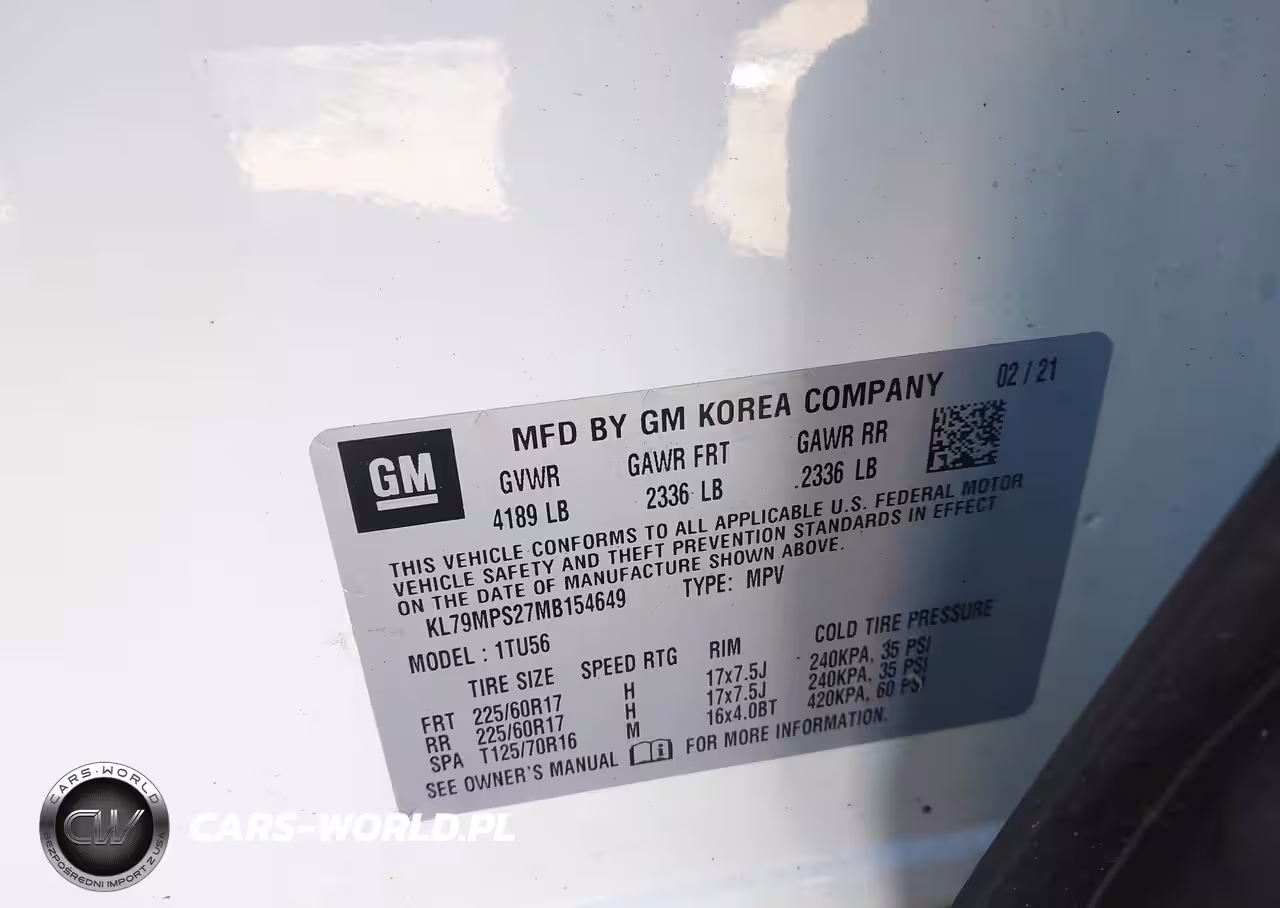 MFD BY GM KOREA COMPANY 02 / 21
GM
GVWR GAWR FRT GAWR RR
4189 LB 2336 LB 2336 LB
THIS VEHICLE CONFORMS TO ALL APPLICABLE U.S. FEDERAL MOTOR
VEHICLE SAFETY AND THEFT PREVENTION STANDARDS IN EFFECT
ON THE DATE OF MANUFACTURE SHOWN ABOVE.
KL79MPS27MB154649 TYPE: MPV
MODEL : 1TU56
TIRE SIZE SPEED RTG RIM COLD TIRE PRESSURE
FRT 225/60R17 H 17x7.5J 240KPA, 35 PSI
RR 225/60R17 H 17x7.5J 240KPA, 35 PSI
SPA T125/70R16 M 16x4.0BT 420KPA, 60 PSI
SEE OWNER'S MANUAL FOR MORE INFORMATION.
CARS-WORLD
CW
BEZPOŚREDNI IMPORT Z USA
CARS-WORLD.PL